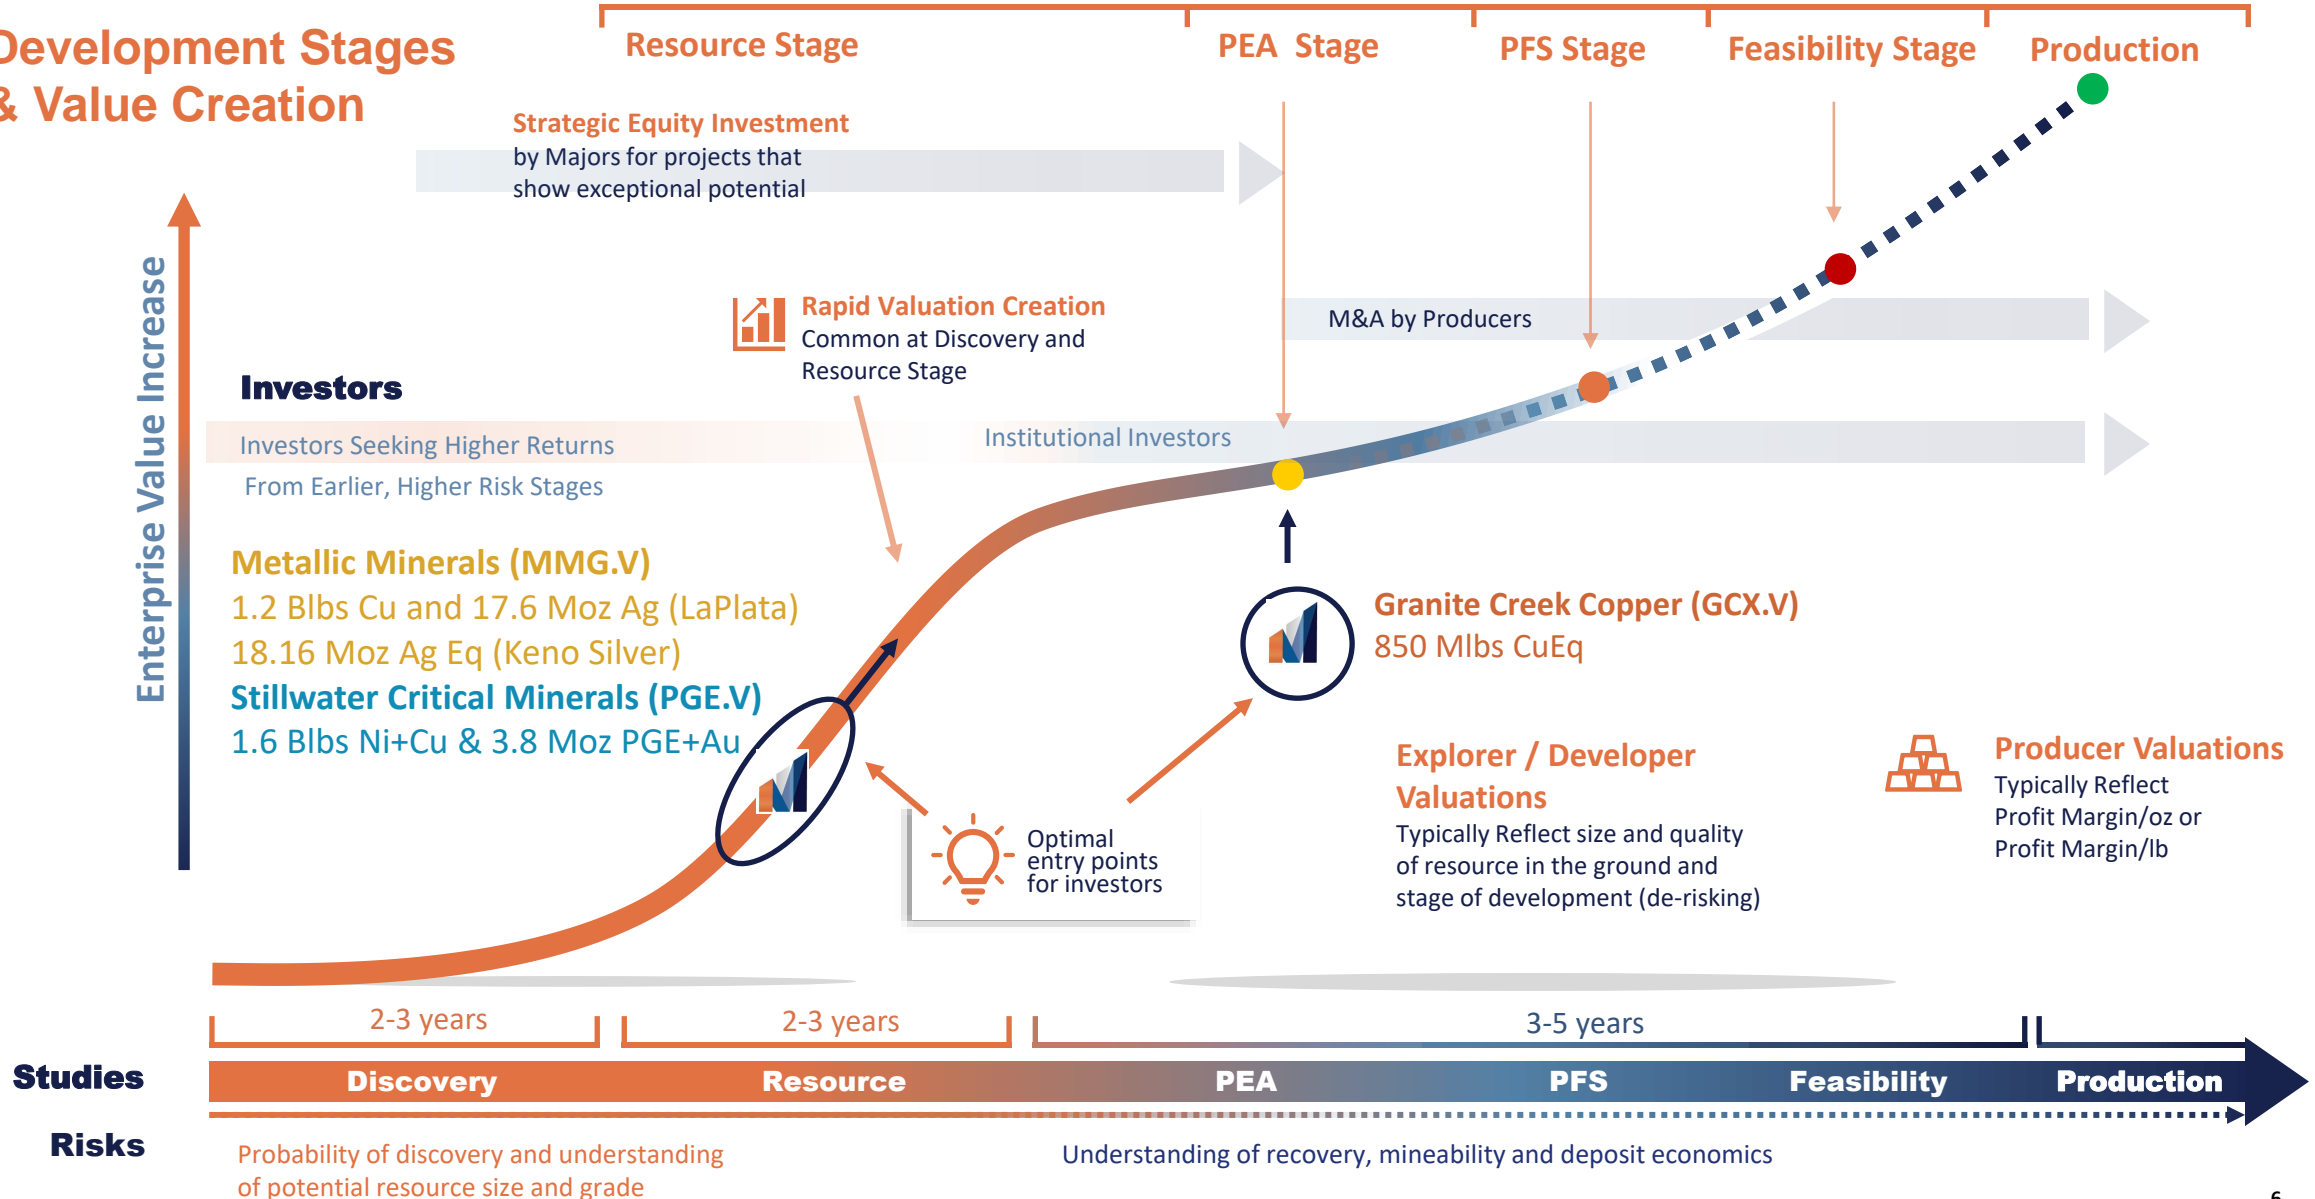 Development Stages
& Value Creation
Resource Stage
PEA Stage
PFS Stage
Feasibility Stage
Production
Strategic Equity Investment
by Majors for projects that
show exceptional potential
Enterprise Value Increase
Rapid Valuation Creation
Common at Discovery and
Resource Stage
M&A by Producers
Investors
Investors Seeking Higher Returns
From Earlier, Higher Risk Stages
Institutional Investors
Metallic Minerals (MMG.V)
1.2 Blbs Cu and 17.6 Moz Ag (LaPlata)
18.16 Moz Ag Eq (Keno Silver)
Stillwater Critical Minerals (PGE.V)
1.6 Blbs Ni+Cu & 3.8 Moz PGE+Au
Granite Creek Copper (GCX.V)
850 Mlbs CuEq
Optimal
entry points
for investors
Explorer / Developer
Valuations
Typically Reflect size and quality
of resource in the ground and
stage of development (de-risking)
Producer Valuations
Typically Reflect
Profit Margin/oz or
Profit Margin/lb
2-3 years
2-3 years
3-5 years
Studies
Discovery
Resource
PEA
PFS
Feasibility
Production
Risks
Probability of discovery and understanding
of potential resource size and grade
Understanding of recovery, mineability and deposit economics
6